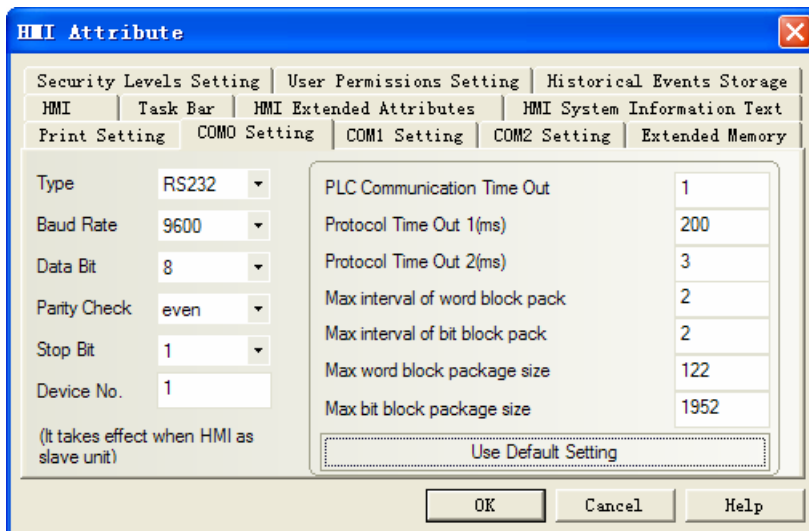 HMI Attribute
Security Levels Setting
User Permissions Setting
Historical Events Storage
HMI
Task Bar
HMI Extended Attributes
HMI System Information Text
Print Setting
COM0 Setting
COM1 Setting
COM2 Setting
Extended Memory
Type
RS232
Baud Rate
9600
Data Bit
8
Parity Check
even
Stop Bit
1
Device No.
1
(It takes effect when HMI as
slave unit)
PLC Communication Time Out
1
Protocol Time Out 1(ms)
200
Protocol Time Out 2(ms)
3
Max interval of word block pack
2
Max interval of bit block pack
2
Max word block package size
122
Max bit block package size
1952
Use Default Setting
OK
Cancel
Help